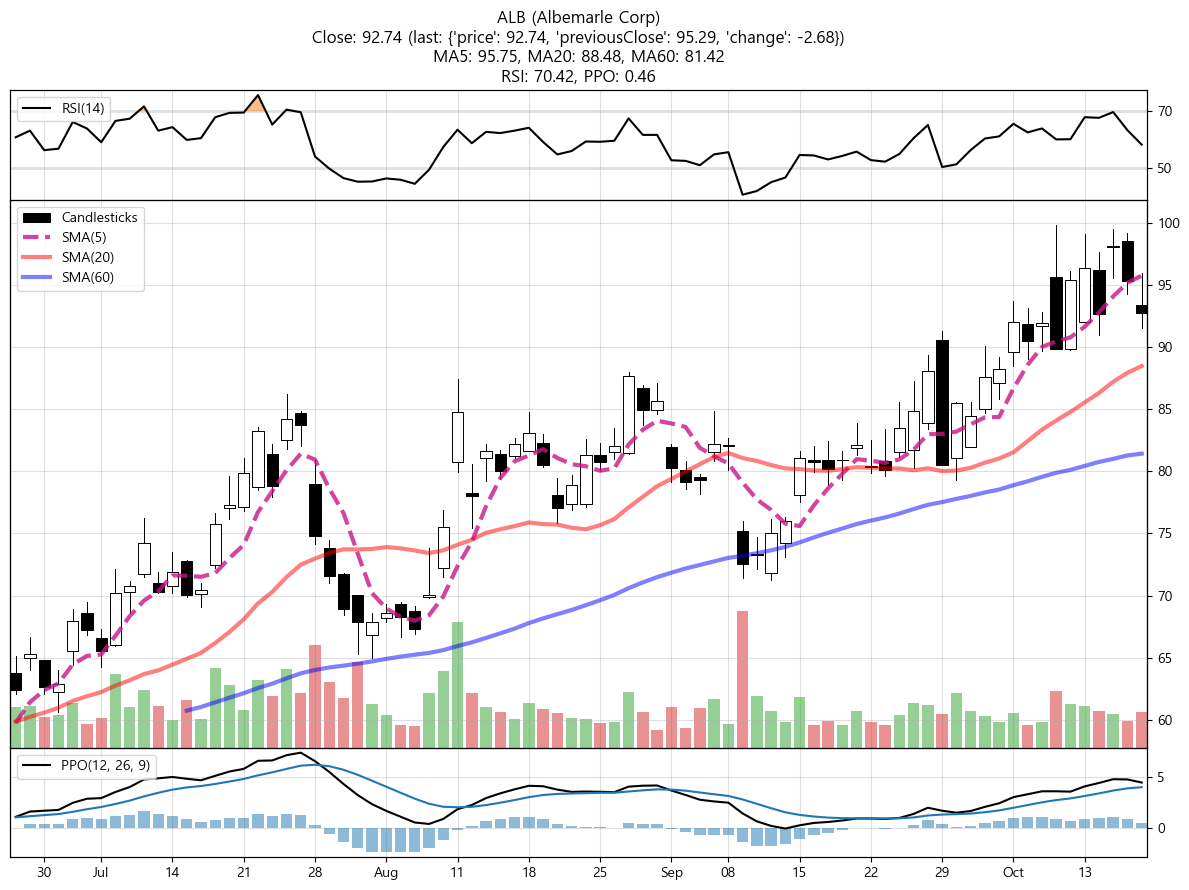 ALB (Albemarle Corp)
Close: 92.74 (last: {'price': 92.74, 'previousClose': 95.29, 'change': -2.68})
MA5: 95.75, MA20: 88.48, MA60: 81.42
RSI: 70.42, PPO: 0.46
RSI(14)
70
50
Candlesticks
SMA(5)
SMA(20)
SMA(60)
100
95
90
85
80
75
70
65
60
PPO(12, 26, 9)
5
0
30 Jul 14 21 28 Aug 11 18 25 Sep 08 15 22 29 Oct 13